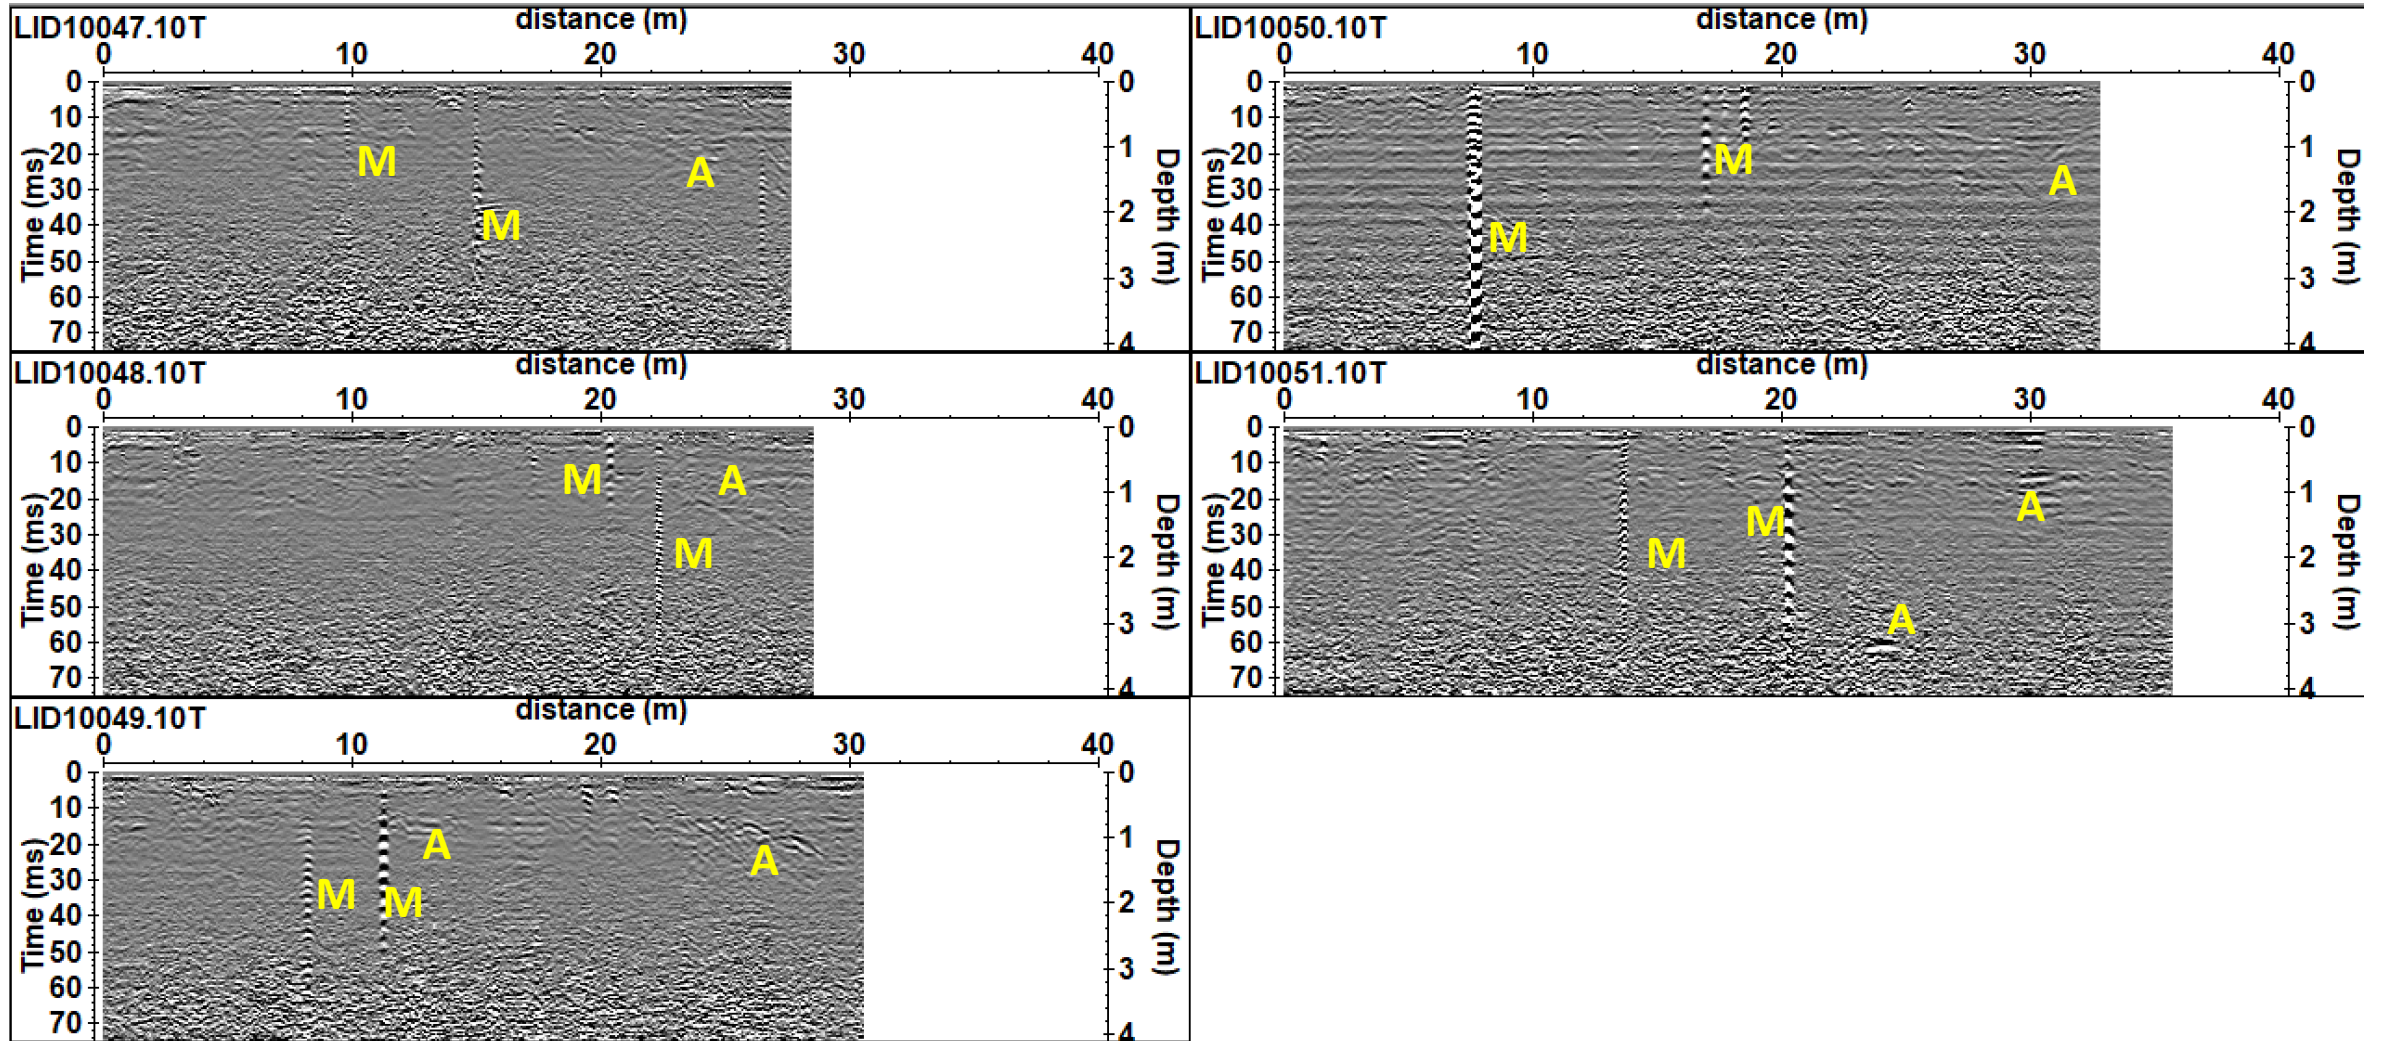 LID10047.10T
distance (m)
0 10 20 30 40
Time (ms)
0
10
20
30
40
50
60
70
M
M
A
Depth (m)
0
1
2
3
4
LID10050.10T
distance (m)
0 10 20 30 40
Time (ms)
0
10
20
30
40
50
60
70
M
M
A
Depth (m)
0
1
2
3
4
LID10048.10T
distance (m)
0 10 20 30 40
Time (ms)
0
10
20
30
40
50
60
70
M
A
M
Depth (m)
0
1
2
3
4
LID10051.10T
distance (m)
0 10 20 30 40
Time (ms)
0
10
20
30
40
50
60
70
M
M
A
A
Depth (m)
0
1
2
3
4
LID10049.10T
distance (m)
0 10 20 30 40
Time (ms)
0
10
20
30
40
50
60
70
M
M
A
A
Depth (m)
0
1
2
3
4